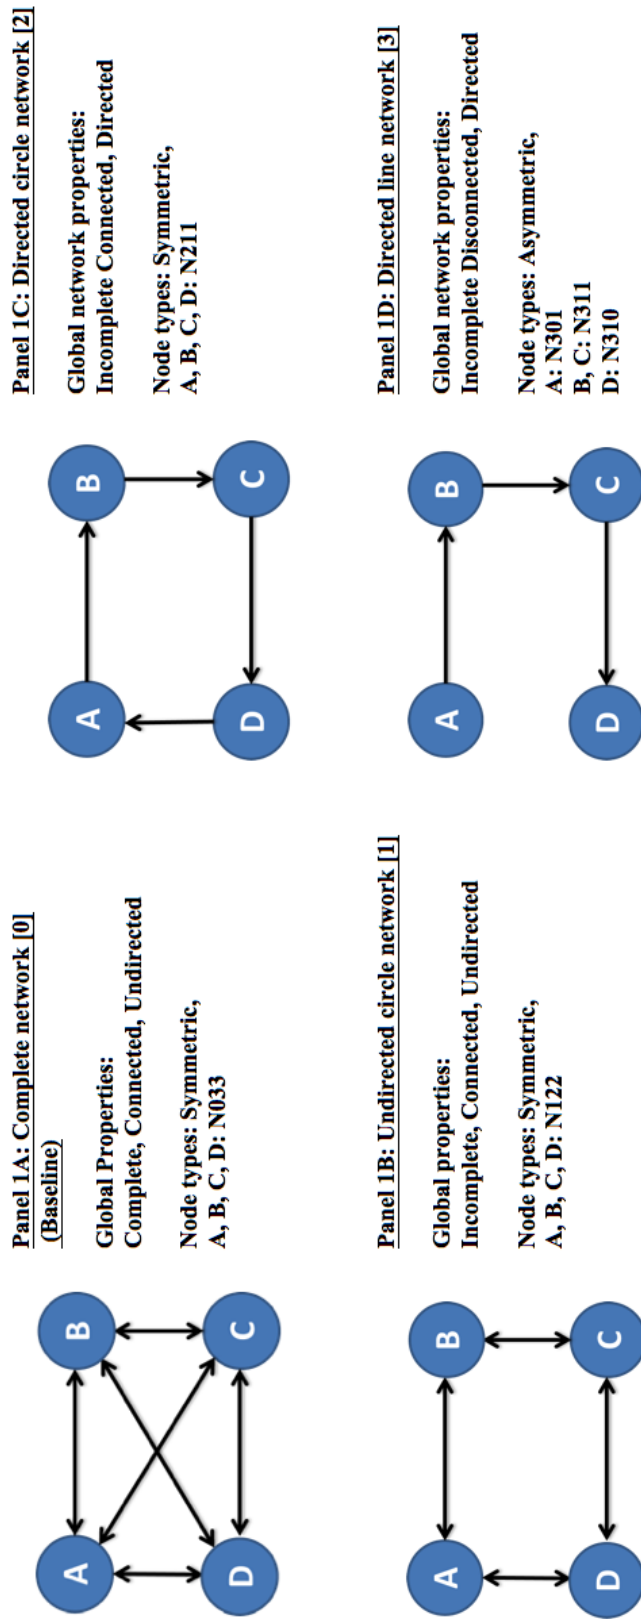 Panel 1A: Complete network [0]
(Baseline)
Global Properties:
Complete, Connected, Undirected
Node types: Symmetric,
A, B, C, D: N033
A
B
D
C
Panel 1C: Directed circle network [2]
Global network properties:
Incomplete Connected, Directed
Node types: Symmetric,
A, B, C, D: N211
A
B
D
C
Panel 1B: Undirected circle network [1]
Global properties:
Incomplete, Connected, Undirected
Node types: Symmetric,
A, B, C, D: N122
A
B
D
C
Panel 1D: Directed line network [3]
Global network properties:
Incomplete Disconnected, Directed
Node types: Asymmetric,
A: N301
B, C: N311
D: N310
A
B
D
C